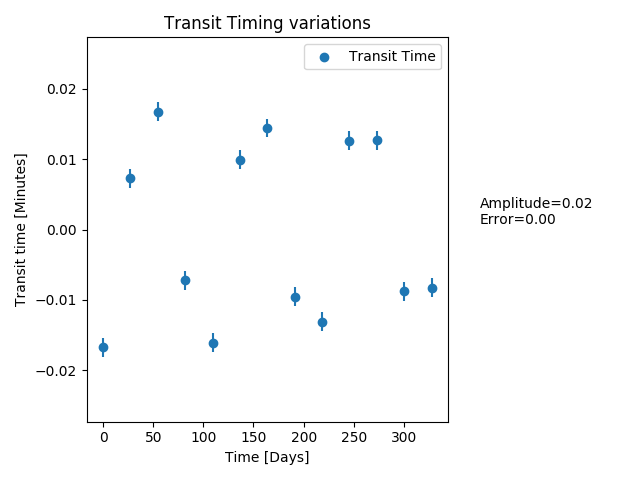 Transit Timing variations
Transit Time
Transit time [Minutes]
0.02
0.01
0.00
−0.01
−0.02
Amplitude=0.02
Error=0.00
0 50 100 150 200 250 300
Time [Days]